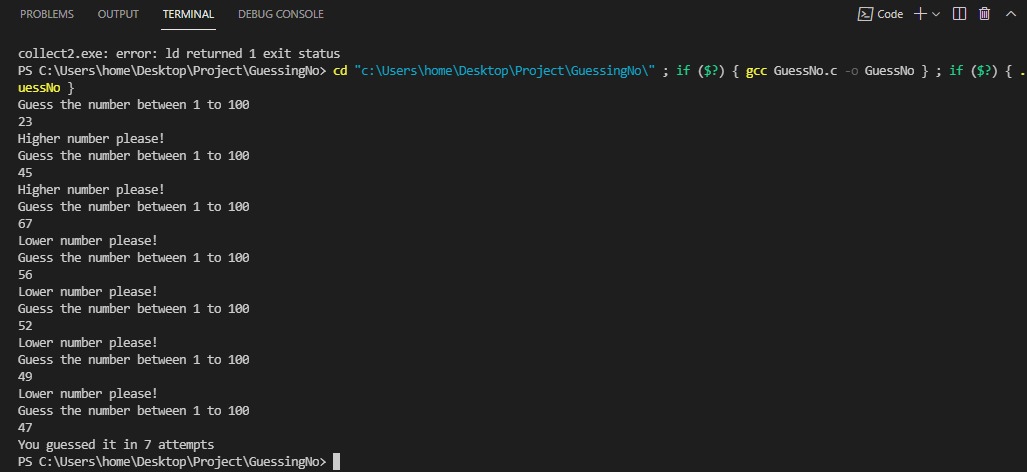 PROBLEMS OUTPUT TERMINAL DEBUG CONSOLE Code
collect2.exe: error: ld returned 1 exit status
PS C:\Users\home\Desktop\Project\GuessingNo> cd "c:\Users\home\Desktop\Project\GuessingNo\" ; if ($?) { gcc GuessNo.c -o GuessNo } ; if ($?) { .
uessNo }
Guess the number between 1 to 100
23
Higher number please!
Guess the number between 1 to 100
45
Higher number please!
Guess the number between 1 to 100
67
Lower number please!
Guess the number between 1 to 100
56
Lower number please!
Guess the number between 1 to 100
52
Lower number please!
Guess the number between 1 to 100
49
Lower number please!
Guess the number between 1 to 100
47
You guessed it in 7 attempts
PS C:\Users\home\Desktop\Project\GuessingNo>